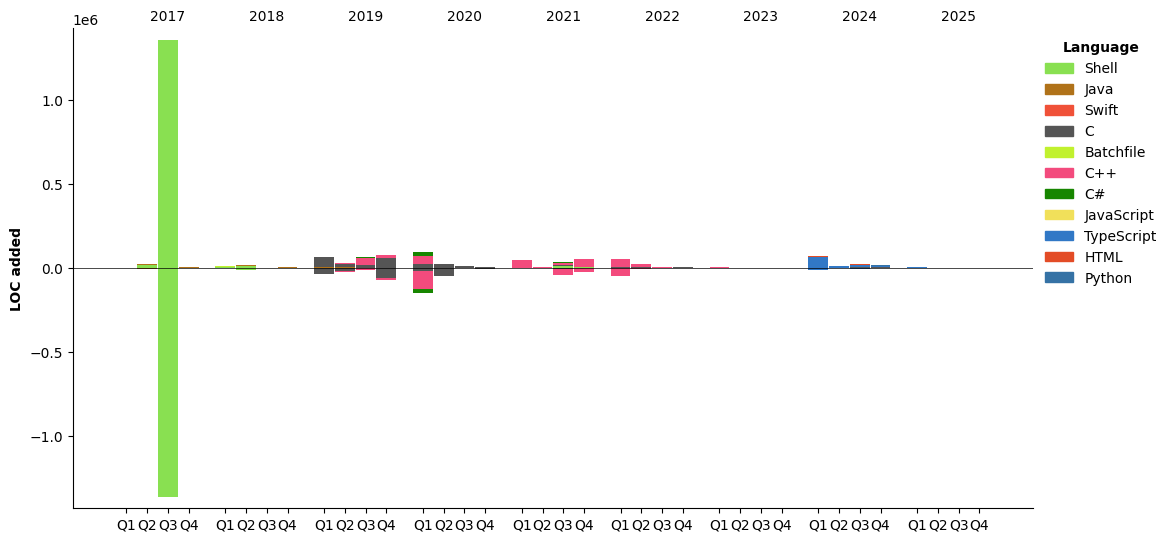 2017 2018 2019 2020 2021 2022 2023 2024 2025
1e6
Language
Shell
Java
Swift
C
Batchfile
C++
C#
JavaScript
TypeScript
HTML
Python
LOC added
1.0
0.5
0.0
−0.5
−1.0
Q1 Q2 Q3 Q4 Q1 Q2 Q3 Q4 Q1 Q2 Q3 Q4 Q1 Q2 Q3 Q4 Q1 Q2 Q3 Q4 Q1 Q2 Q3 Q4 Q1 Q2 Q3 Q4 Q1 Q2 Q3 Q4 Q1 Q2 Q3 Q4